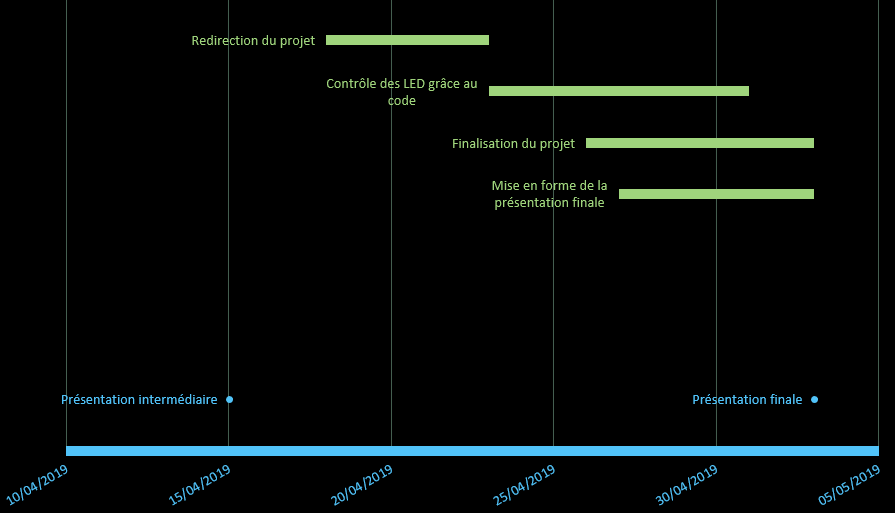 Redirection du projet
Contrôle des LED grâce au
code
Finalisation du projet
Mise en forme de la
présentation finale
Présentation intermédiaire
Présentation finale
10/04/2019
15/04/2019
20/04/2019
25/04/2019
30/04/2019
05/05/2019